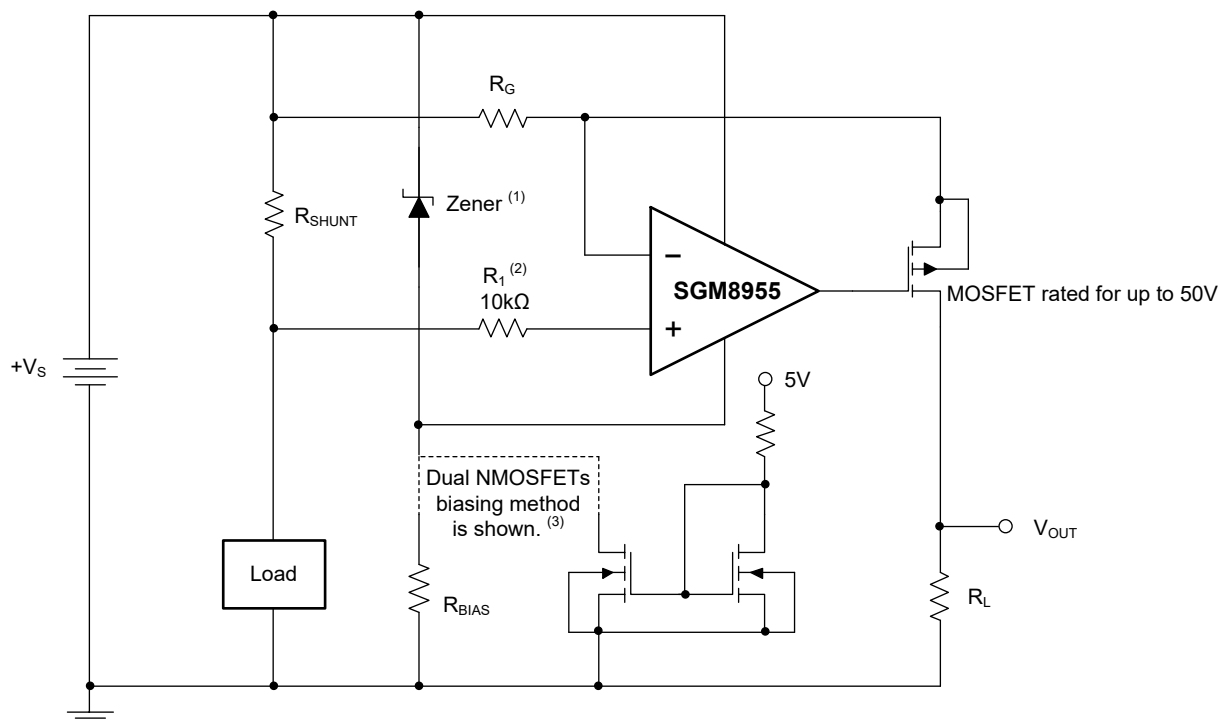 R_G
R_SHUNT
Zener (1)
R_1 (2)
10kΩ
−
SGM8955
+
MOSFET rated for up to 50V
+V_S
5V
Dual NMOSFETs
biasing method
is shown. (3)
V_OUT
Load
R_BIAS
R_L